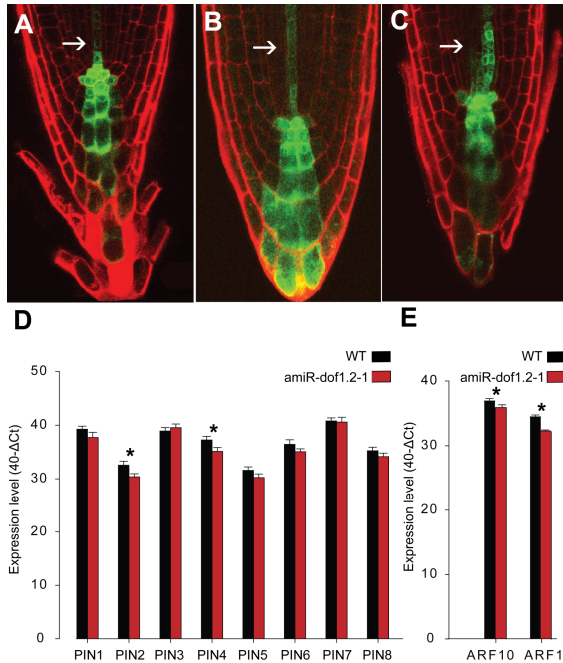 A
B
C
D
E
WT
amiR-dof1.2-1
WT
amiR-dof1.2-1
Expression level (40-ΔCt)
50
40
30
20
10
0
*
*
PIN1 PIN2 PIN3 PIN4 PIN5 PIN6 PIN7 PIN8
Expression level (40-ΔCt)
40
30
20
10
0
*
*
ARF10 ARF1